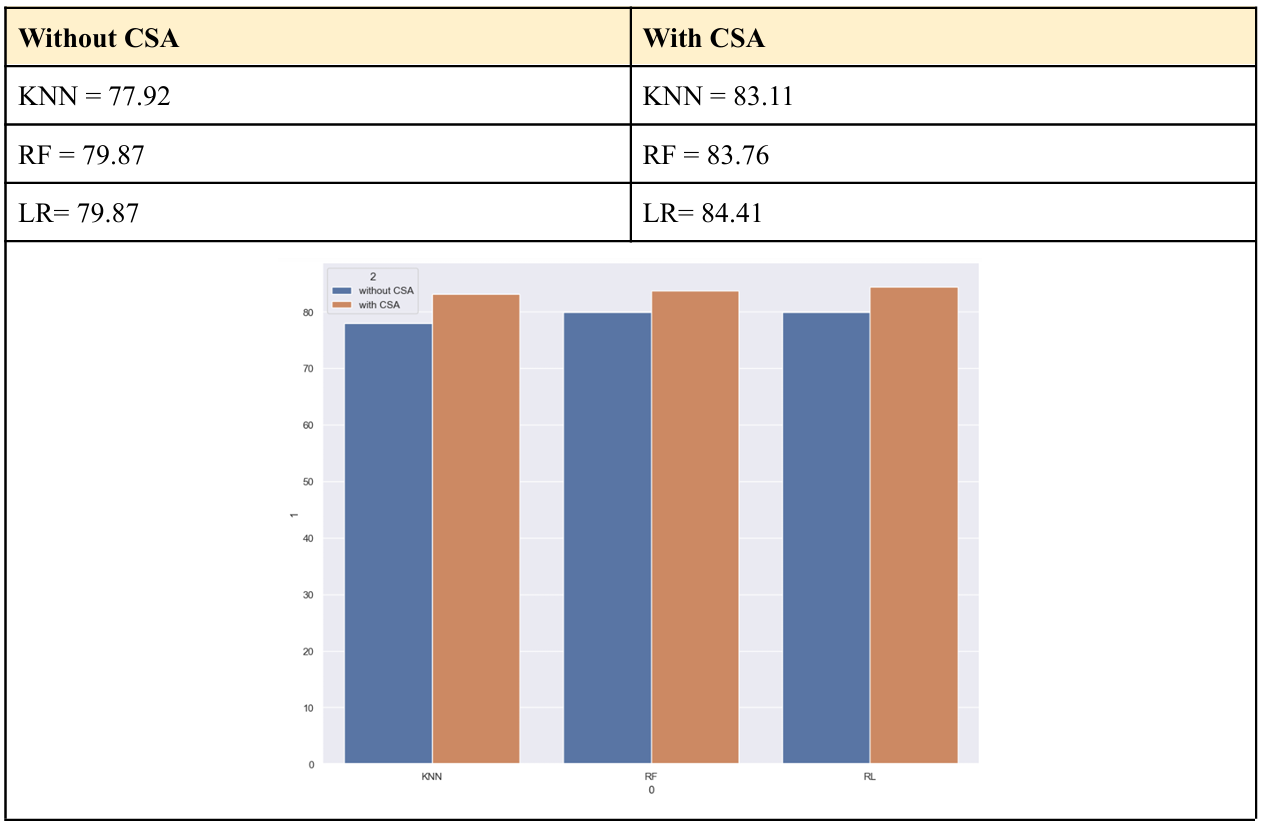 Without CSA
With CSA
KNN = 77.92
KNN = 83.11
RF = 79.87
RF = 83.76
LR= 79.87
LR= 84.41
2
without CSA
with CSA
80
70
60
50
40
30
20
10
0
1
KNN
RF
RL
0